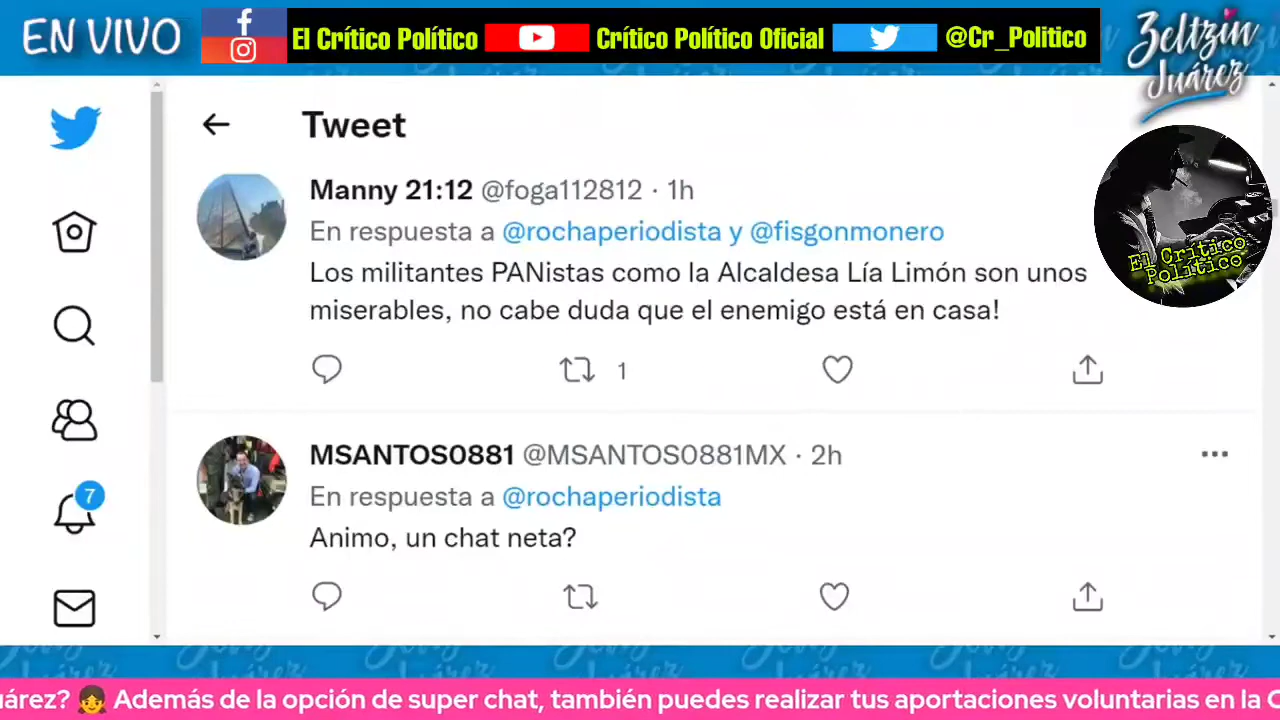 EN VIVO
El Crítico Político
Crítico Político Oficial
@Cr_Politico
Zeltzin
Juárez
Tweet
Manny 21:12 @foga112812 · 1h
En respuesta a @rochaperiodista y @fisgonmonero
Los militantes PANistas como la Alcaldesa Lía Limón son unos
miserables, no cabe duda que el enemigo está en casa!
1
El Crítico
Político
MSANTOS0881 @MSANTOS0881MX · 2h
En respuesta a @rochaperiodista
Animo, un chat neta?
7
uárez? 👧 Además de la opción de super chat, también puedes realizar tus aportaciones voluntarias en la C